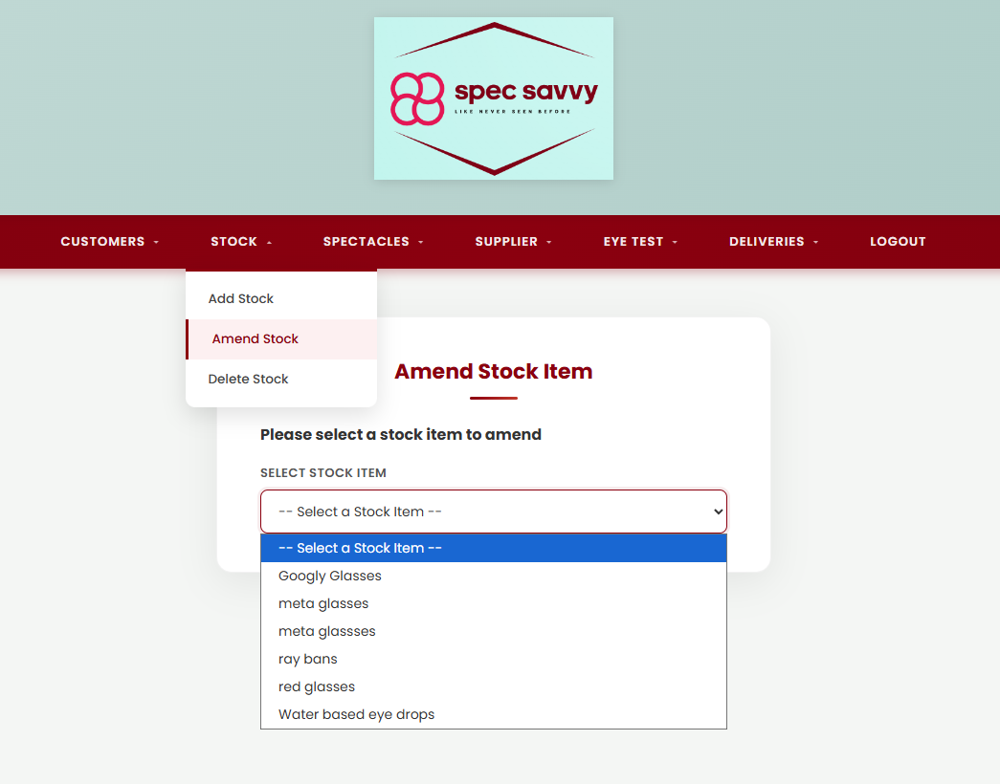 spec savvy
LIKE NEVER SEEN BEFORE
CUSTOMERS STOCK SPECTACLES SUPPLIER EYE TEST DELIVERIES LOGOUT
Add Stock
Amend Stock
Delete Stock
Amend Stock Item
Please select a stock item to amend
SELECT STOCK ITEM
-- Select a Stock Item --
-- Select a Stock Item --
Googly Glasses
meta glasses
meta glassses
ray bans
red glasses
Water based eye drops